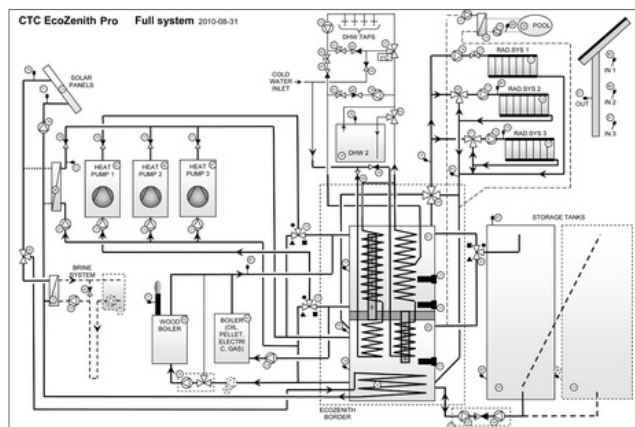 CTC EcoZenith Pro Full system 2010-08-31
SOLAR
PANELS
DHW TAPS
COLD
WATER
INLET
POOL
RAD.SYS 1
RAD.SYS 2
RAD.SYS 3
OUT
IN 1
IN 2
IN 3
HEAT
PUMP 1
HEAT
PUMP 2
HEAT
PUMP 3
DHW 2
STORAGE TANKS
BRINE
SYSTEM
WOOD
BOILER
BOILER
(OIL,
PELLET,
ELECTRI
C, GAS)
ECOZENITH
BORDER